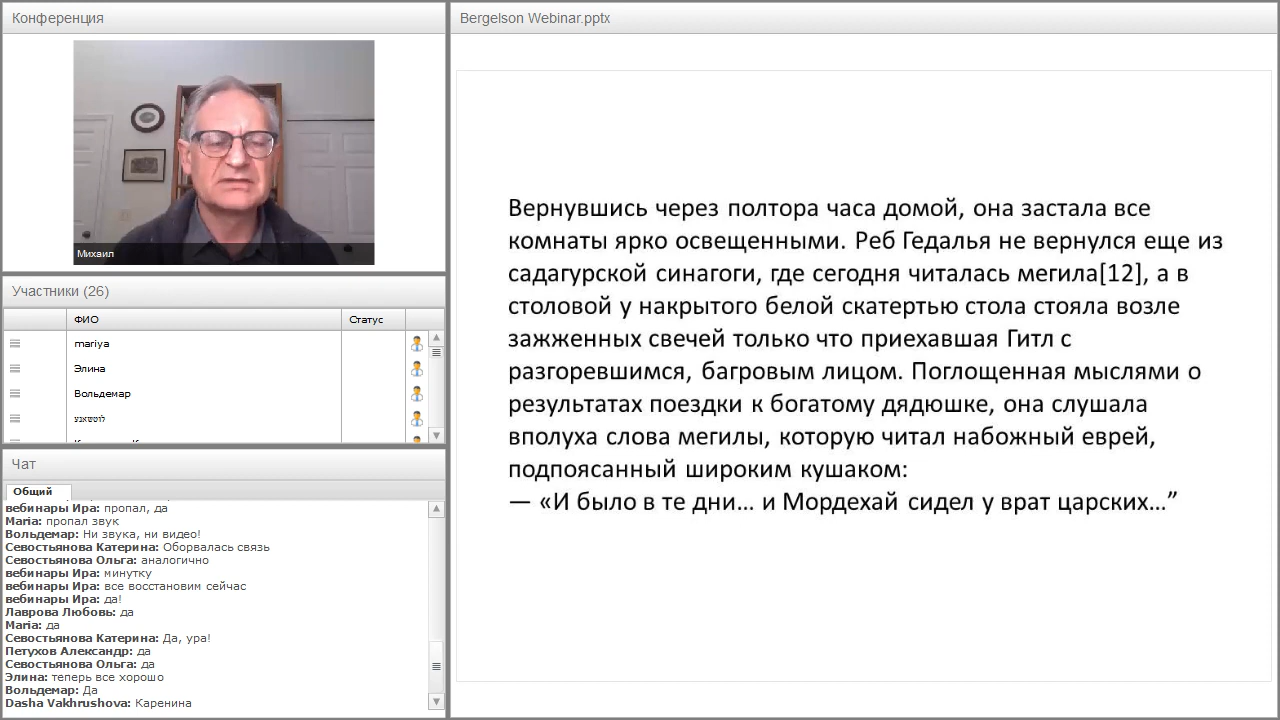 Конференция
Михаил
Участники (26)
ФИО
Статус
mariya
Элина
Вольдемар
Чат
Общий
вебинары Ира: пропал, да
Maria: пропал звук
Вольдемар: Ни звука, ни видео!
Севостьянова Катерина: Оборвалась связь
Севостьянова Ольга: аналогично
вебинары Ира: минутку
вебинары Ира: все восстановим сейчас
вебинары Ира: да!
Лаврова Любовь: да
Maria: да
Севостьянова Катерина: Да, ура!
Петухов Александр: да
Севостьянова Ольга: да
Элина: теперь все хорошо
Вольдемар: Да
Dasha Vakhrushova: Каренина
Bergelson Webinar.pptx
Вернувшись через полтора часа домой, она застала все
комнаты ярко освещенными. Реб Гедалья не вернулся еще из
садагурской синагоги, где сегодня читалась мегила[12], а в
столовой у накрытого белой скатертью стола стояла возле
зажженных свечей только что приехавшая Гитл с
разгоревшимся, багровым лицом. Поглощенная мыслями о
результатах поездки к богатому дядюшке, она слушала
вполуха слова мегилы, которую читал набожный еврей,
подпоясанный широким кушаком:
— «И было в те дни… и Мордехай сидел у врат царских…”